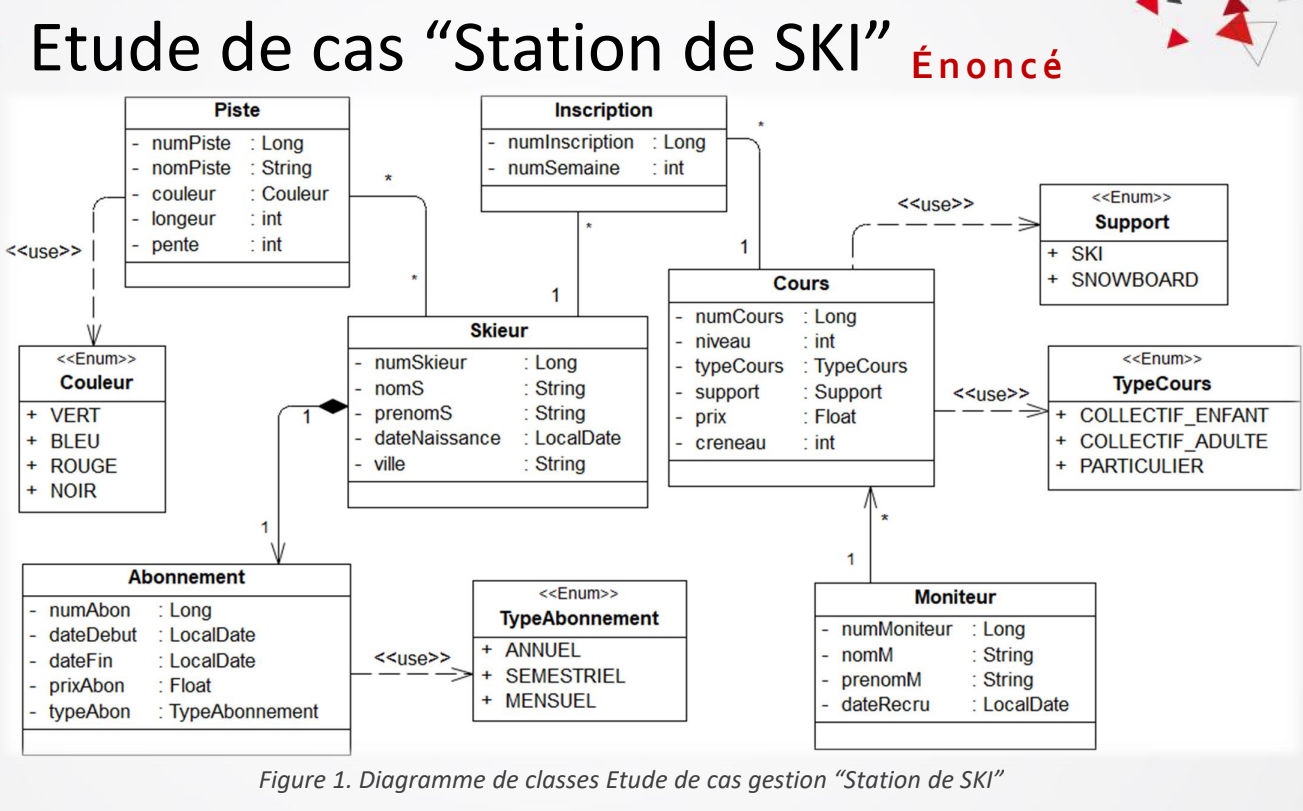 Etude de cas “Station de SKI” Énoncé
Piste
- numPiste : Long
- nomPiste : String
- couleur : Couleur
- longeur : int
- pente : int
Inscription
- numInscription : Long
- numSemaine : int
*
*
*
1
*
1
<<use>>
<<use>>
<<Enum>>
Support
+ SKI
+ SNOWBOARD
<<Enum>>
Couleur
+ VERT
+ BLEU
+ ROUGE
+ NOIR
Skieur
- numSkieur : Long
- nomS : String
- prenomS : String
- dateNaissance : LocalDate
- ville : String
1
1
Cours
- numCours : Long
- niveau : int
- typeCours : TypeCours
- support : Support
- prix : Float
- creneau : int
<<use>>
<<Enum>>
TypeCours
+ COLLECTIF_ENFANT
+ COLLECTIF_ADULTE
+ PARTICULIER
*
1
Abonnement
- numAbon : Long
- dateDebut : LocalDate
- dateFin : LocalDate
- prixAbon : Float
- typeAbon : TypeAbonnement
<<use>>
<<Enum>>
TypeAbonnement
+ ANNUEL
+ SEMESTRIEL
+ MENSUEL
Moniteur
- numMoniteur : Long
- nomM : String
- prenomM : String
- dateRecru : LocalDate
Figure 1. Diagramme de classes Etude de cas gestion “Station de SKI”